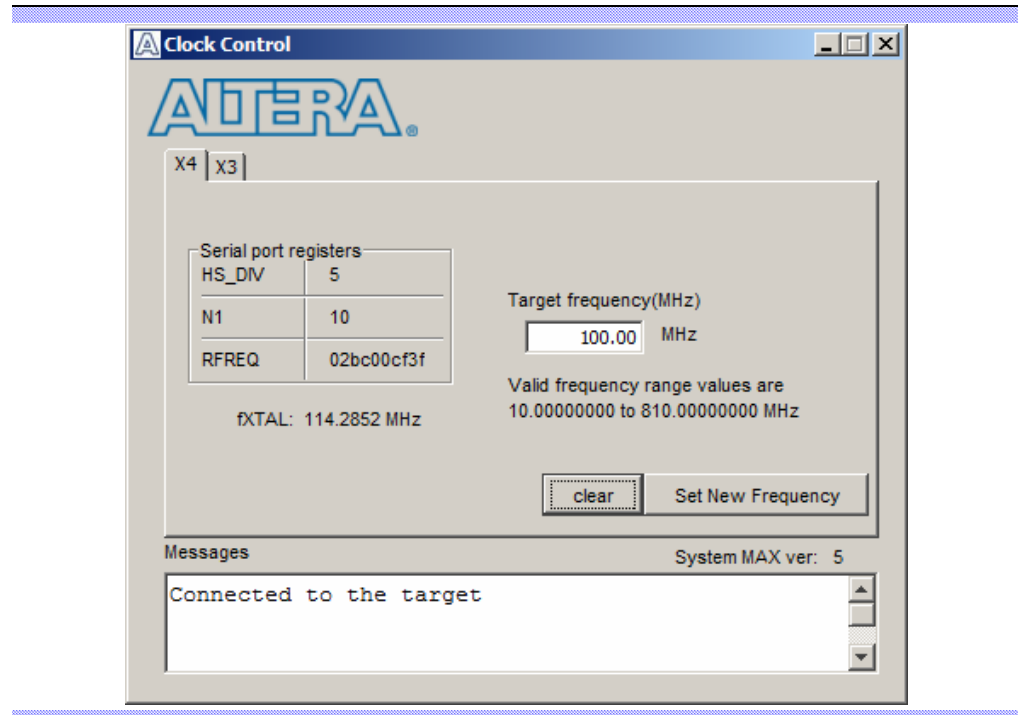 Clock Control
ALTERA®
X4 X3
Serial port registers
HS_DIV 5
N1 10
RFREQ 02bc00cf3f
fXTAL: 114.2852 MHz
Target frequency(MHz)
100.00 MHz
Valid frequency range values are
10.00000000 to 810.00000000 MHz
clear Set New Frequency
Messages System MAX ver: 5
Connected to the target